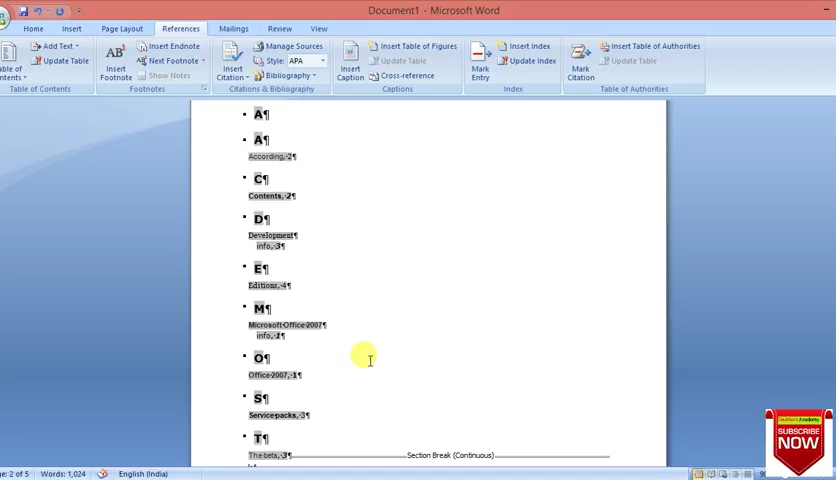 Document1 - Microsoft Word
Home Insert Page Layout References Mailings Review View
Add Text
Update Table
Table of Contents
Insert Footnote
Insert Endnote
Next Footnote
Show Notes
Footnotes
Insert Citation
Manage Sources
Style: APA
Bibliography
Citations & Bibliography
Insert Caption
Insert Table of Figures
Update Table
Cross-reference
Captions
Mark Entry
Insert Index
Update Index
Index
Mark Citation
Insert Table of Authorities
Update Table
Table of Authorities
A¶
A¶
According, 2¶
C¶
Contents, 2¶
D¶
Development¶
info, 3¶
E¶
Editions, 4¶
M¶
Microsoft·Office·2007¶
info, 1¶
O¶
Office·2007, 1¶
S¶
Service·packs, 3¶
T¶
The·beta, 3¶ Section Break (Continuous)
SUBSCRIBE
NOW
ge: 2 of 5 Words: 1,024 English (India)